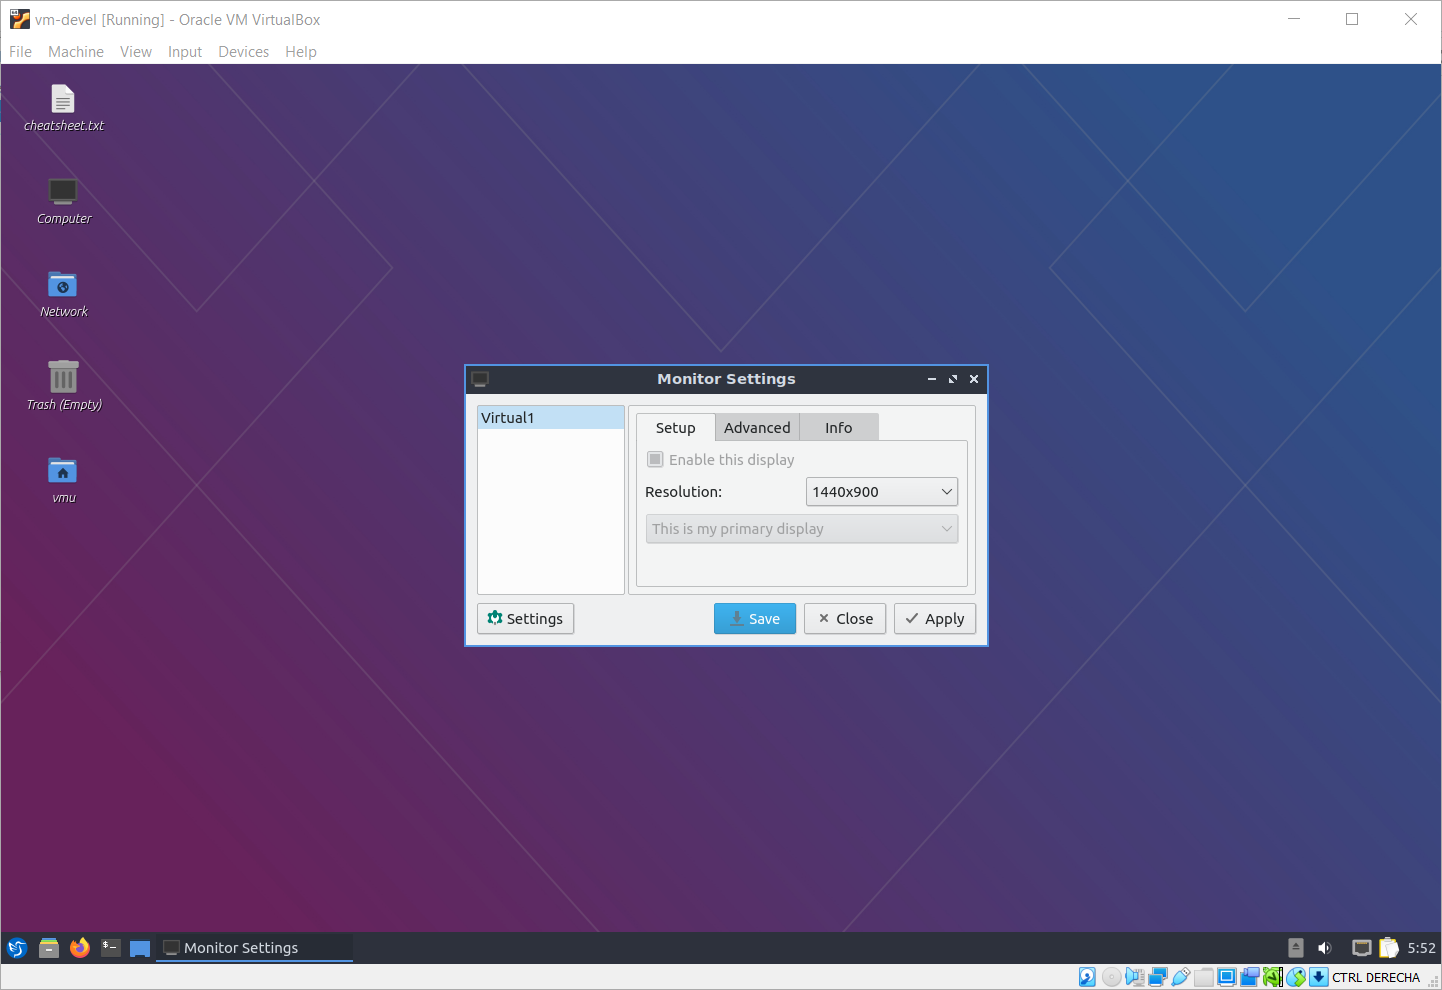 vm-devel [Running] - Oracle VM VirtualBox
File Machine View Input Devices Help
cheatsheet.txt
Computer
Network
Trash (Empty)
vmu
Monitor Settings
Virtual1
Setup Advanced Info
Enable this display
Resolution: 1440x900
This is my primary display
Settings Save Close Apply
Monitor Settings 5:52
CTRL DERECHA